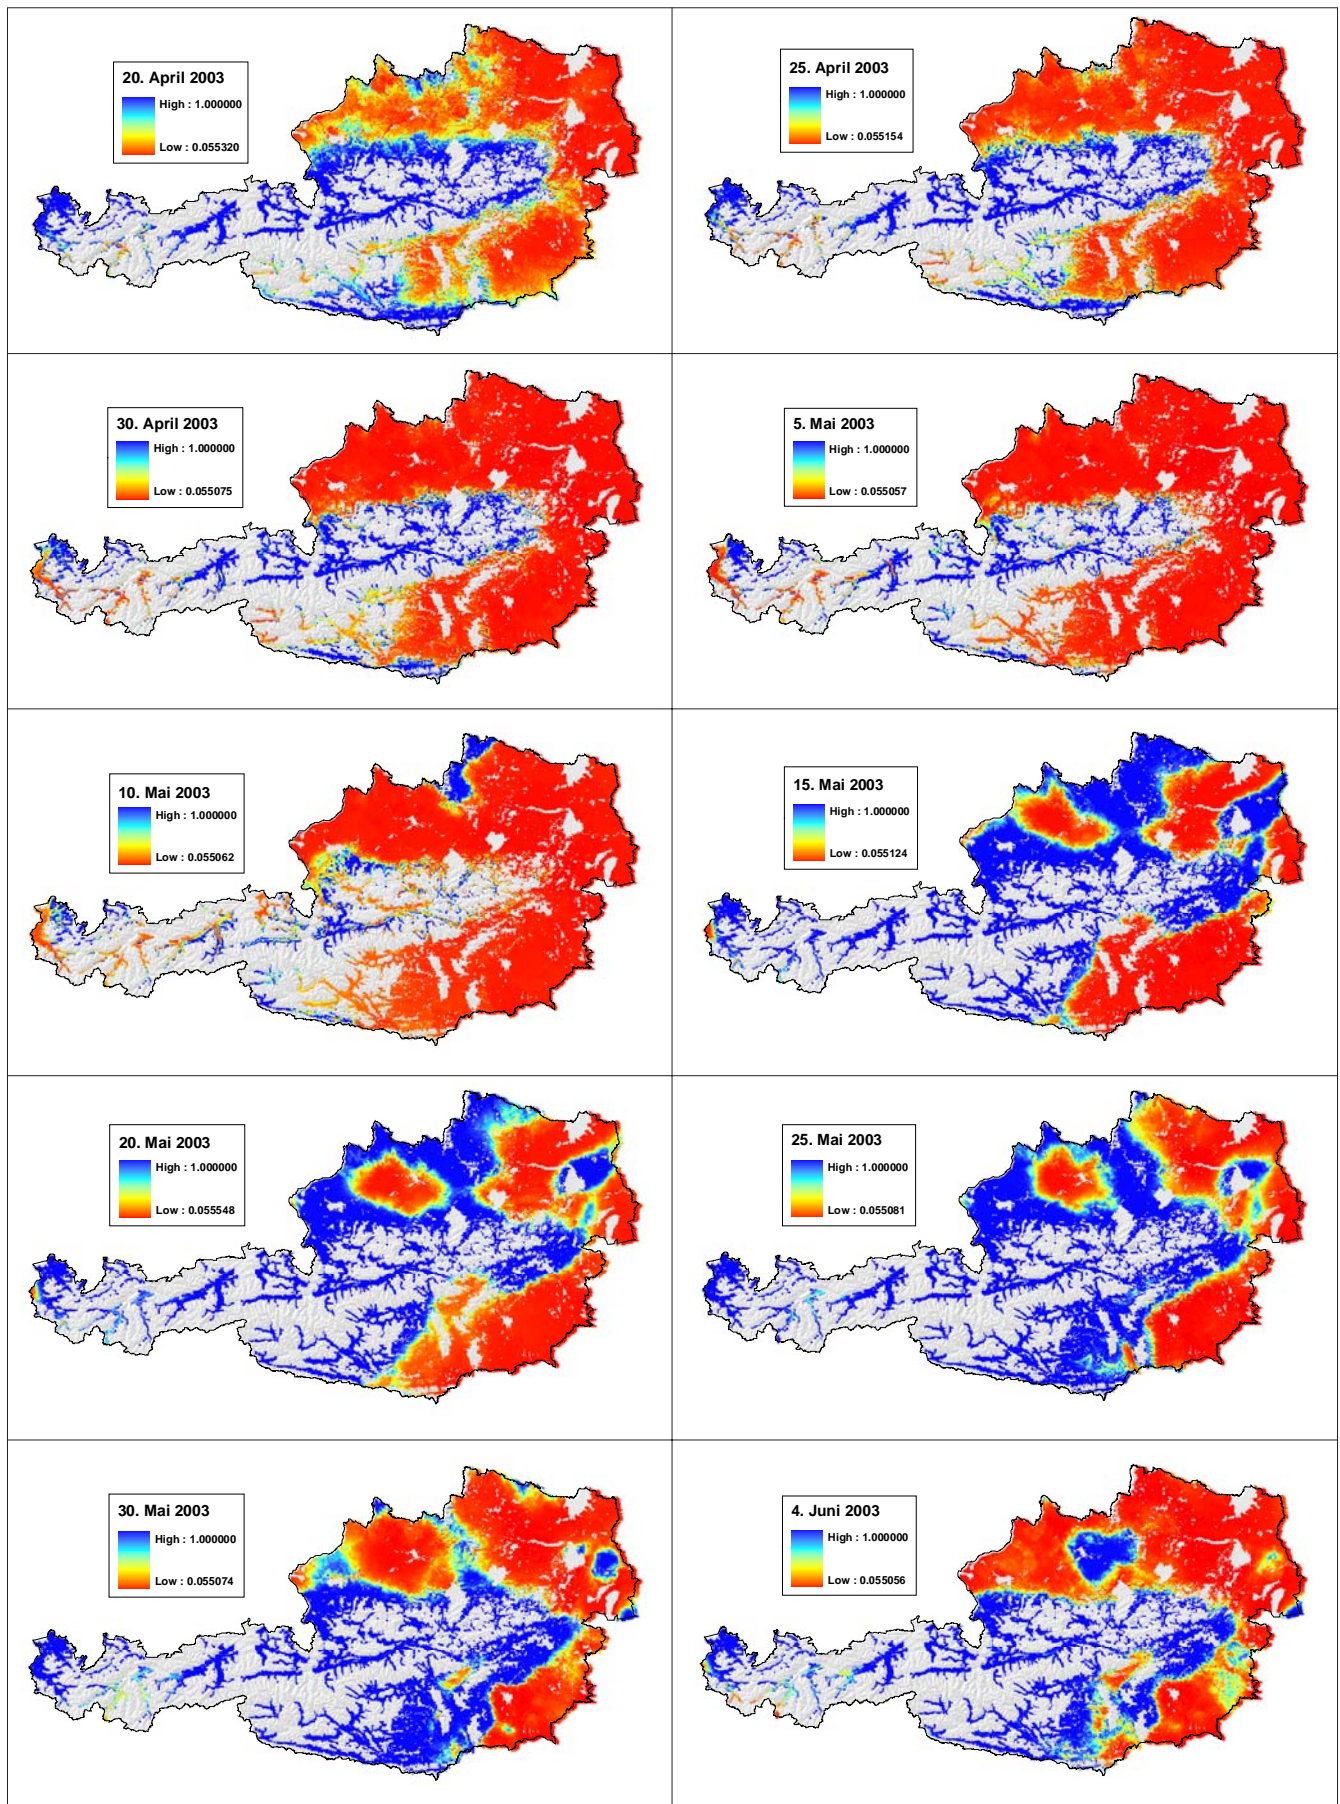 20. April 2003
High : 1.000000
Low : 0.055320
25. April 2003
High : 1.000000
Low : 0.055154
30. April 2003
High : 1.000000
Low : 0.055075
5. Mai 2003
High : 1.000000
Low : 0.055057
10. Mai 2003
High : 1.000000
Low : 0.055062
15. Mai 2003
High : 1.000000
Low : 0.055124
20. Mai 2003
High : 1.000000
Low : 0.055548
25. Mai 2003
High : 1.000000
Low : 0.055081
30. Mai 2003
High : 1.000000
Low : 0.055074
4. Juni 2003
High : 1.000000
Low : 0.055056